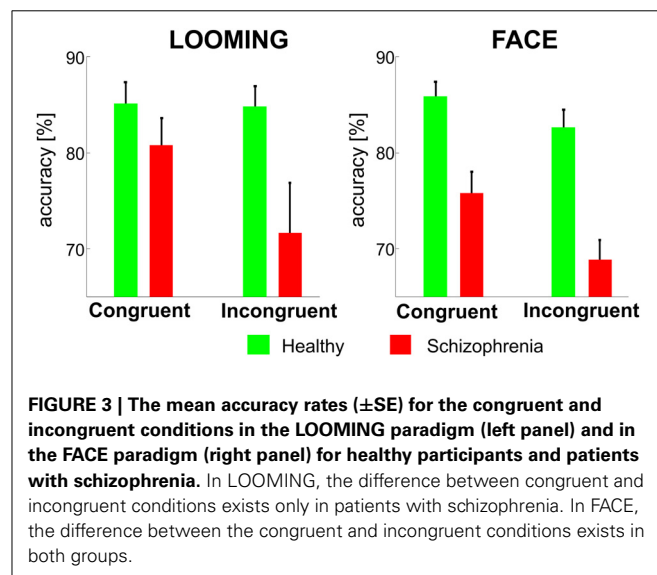 LOOMING
FACE
90
80
70
accuracy [%]
Congruent
Incongruent
90
80
70
accuracy [%]
Congruent
Incongruent
Healthy
Schizophrenia
FIGURE 3 | The mean accuracy rates (±SE) for the congruent and
incongruent conditions in the LOOMING paradigm (left panel) and in
the FACE paradigm (right panel) for healthy participants and patients
with schizophrenia. In LOOMING, the difference between congruent and
incongruent conditions exists only in patients with schizophrenia. In FACE,
the difference between the congruent and incongruent conditions exists in
both groups.